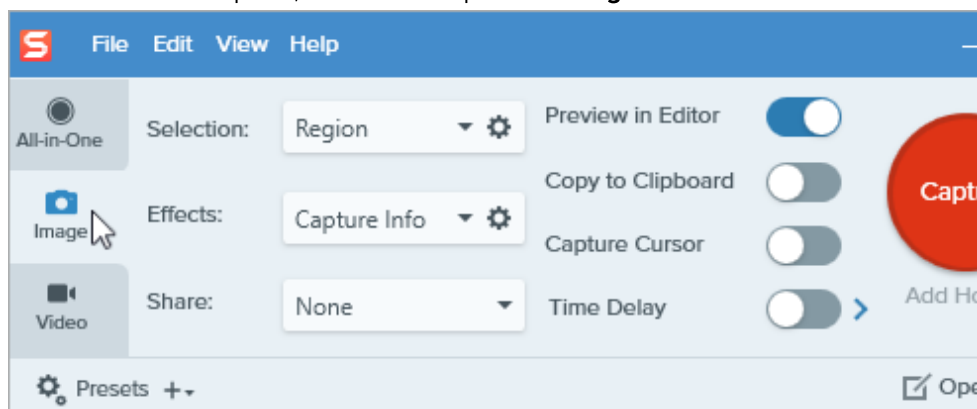 File Edit View Help
All-in-One
Image
Video
Selection: Region
Effects: Capture Info
Share: None
Preview in Editor
Copy to Clipboard
Capture Cursor
Time Delay
Presets